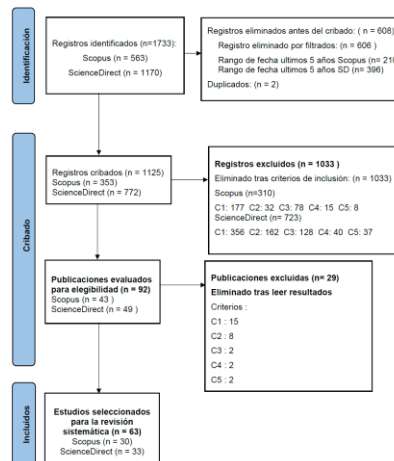 Identificación
Registros identificados (n=1733):
Scopus (n = 563)
ScienceDirect (n = 1170)
Registros eliminados antes del cribado: ( n = 608)
Registro eliminado por filtrados: (n = 606 )
Rango de fecha ultimos 5 años Scopus (n= 210
Rango de fecha ultimos 5 años SD (n = 396)
Duplicados: (n = 2)
Cribado
Registros cribados (n = 1125)
Scopus (n = 353)
ScienceDirect (n = 772)
Registros excluidos (n = 1033 )
Eliminado tras criterios de inclusión: (n = 1033)
Scopus (n=310)
C1: 177 C2: 32 C3: 78 C4: 15 C5: 8
ScienceDirect (n= 723)
C1: 356 C2: 162 C3: 128 C4: 40 C5: 37
Publicaciones evaluados
para elegibilidad (n = 92)
Scopus (n = 43 )
ScienceDirect (n = 49 )
Publicaciones excluidas (n= 29)
Eliminado tras leer resultados
Criterios :
C1 : 15
C2 : 8
C3 : 2
C4 : 2
C5 : 2
Incluidos
Estudios seleccionados
para la revisión
sistemática (n = 63)
Scopus (n = 30)
ScienceDirect (n = 33)